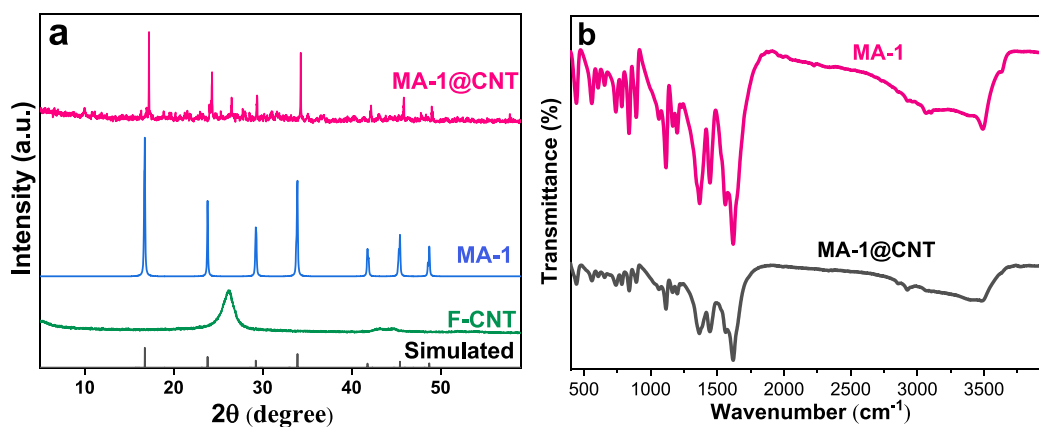 a
MA-1@CNT
MA-1
F-CNT
Simulated
Intensity (a.u.)
10 20 30 40 50
2θ (degree)
b
MA-1
MA-1@CNT
Transmittance (%)
500 1000 1500 2000 2500 3000 3500
Wavenumber (cm⁻¹)